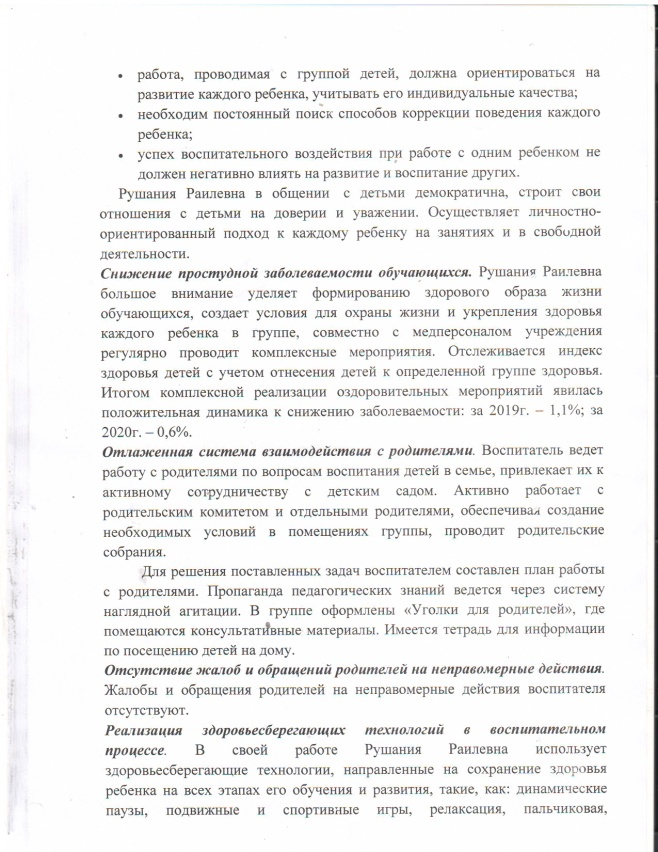 • работа, проводимая с группой детей, должна ориентироваться на
развитие каждого ребенка, учитывать его индивидуальные качества;
• необходим постоянный поиск способов коррекции поведения каждого
ребенка;
• успех воспитательного воздействия при работе с одним ребенком не
должен негативно влиять на развитие и воспитание других.
Рушания Раилевна в общении с детьми демократична, строит свои
отношения с детьми на доверии и уважении. Осуществляет личностно-
ориентированный подход к каждому ребенку на занятиях и в свободной
деятельности.
Снижение простудной заболеваемости обучающихся. Рушания Раилевна
большое внимание уделяет формированию здорового образа жизни
обучающихся, создает условия для охраны жизни и укрепления здоровья
каждого ребенка в группе, совместно с медперсоналом учреждения
регулярно проводит комплексные мероприятия. Отслеживается индекс
здоровья детей с учетом отнесения детей к определенной группе здоровья.
Итогом комплексной реализации оздоровительных мероприятий явилась
положительная динамика к снижению заболеваемости: за 2019г. – 1,1%; за
2020г. – 0,6%.
Отлаженная система взаимодействия с родителями. Воспитатель ведет
работу с родителями по вопросам воспитания детей в семье, привлекает их к
активному сотрудничеству с детским садом. Активно работает с
родительским комитетом и отдельными родителями, обеспечивая создание
необходимых условий в помещениях группы, проводит родительские
собрания.
Для решения поставленных задач воспитателем составлен план работы
с родителями. Пропаганда педагогических знаний ведется через систему
наглядной агитации. В группе оформлены «Уголки для родителей», где
помещаются консультативные материалы. Имеется тетрадь для информации
по посещению детей на дому.
Отсутствие жалоб и обращений родителей на неправомерные действия.
Жалобы и обращения родителей на неправомерные действия воспитателя
отсутствуют.
Реализация здоровьесберегающих технологий в воспитательном
процессе. В своей работе Рушания Раилевна использует
здоровьесберегающие технологии, направленные на сохранение здоровья
ребенка на всех этапах его обучения и развития, такие, как: динамические
паузы, подвижные и спортивные игры, релаксация, пальчиковая,